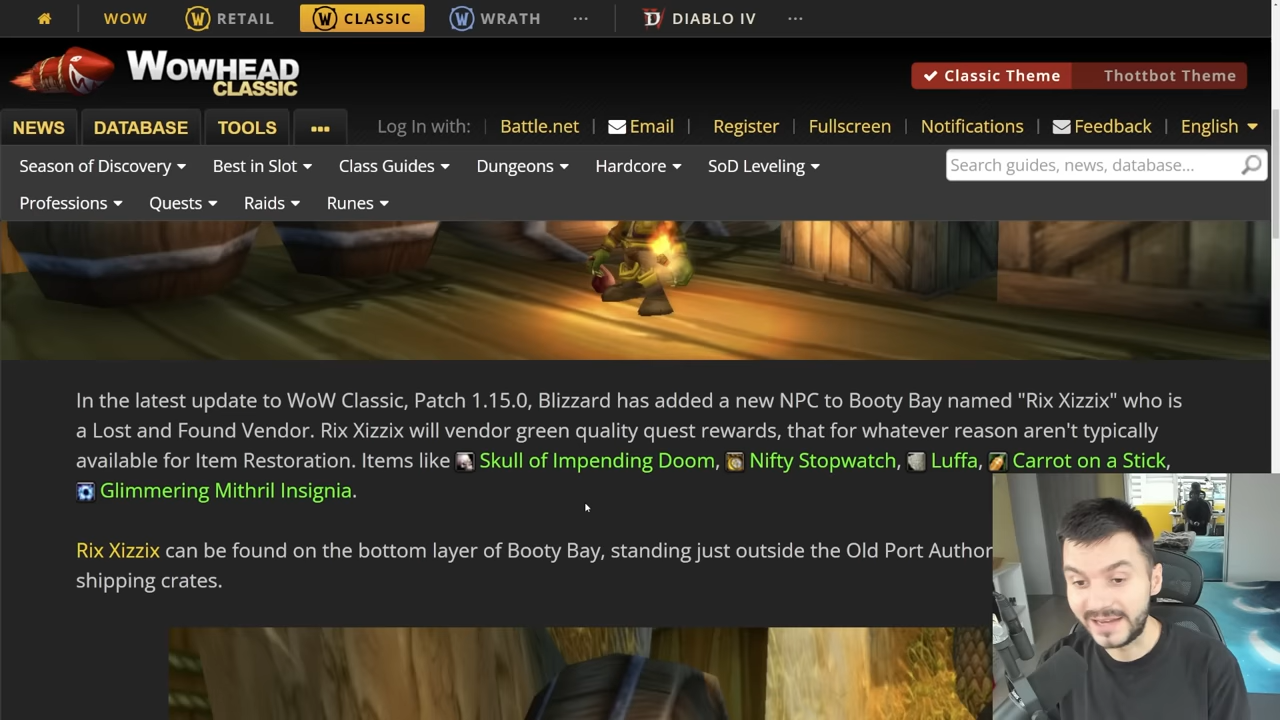 WOW RETAIL CLASSIC WRATH ... DIABLO IV ...
WOWHEAD
CLASSIC
Classic Theme Thottbot Theme
NEWS DATABASE TOOLS ... Log In with: | Battle.net | Email | Register | Fullscreen | Notifications | Feedback | English
Season of Discovery Best in Slot Class Guides Dungeons Hardcore SoD Leveling Search guides, news, database...
Professions Quests Raids Runes
In the latest update to WoW Classic, Patch 1.15.0, Blizzard has added a new NPC to Booty Bay named "Rix Xizzix" who is
a Lost and Found Vendor. Rix Xizzix will vendor green quality quest rewards, that for whatever reason aren't typically
available for Item Restoration. Items like Skull of Impending Doom, Nifty Stopwatch, Luffa, Carrot on a Stick,
Glimmering Mithril Insignia.
Rix Xizzix can be found on the bottom layer of Booty Bay, standing just outside the Old Port Author
shipping crates.